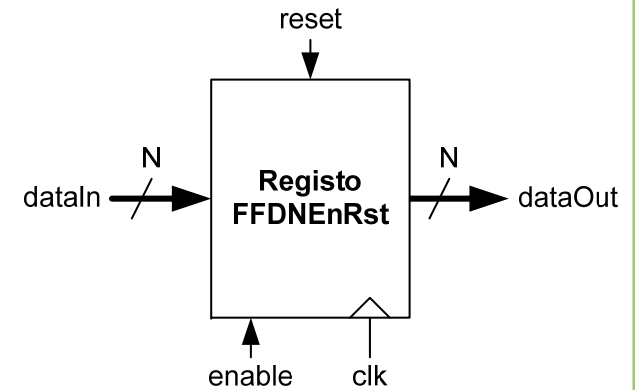 reset
N
N
dataIn
Registo
FFDNEnRst
dataOut
enable
clk